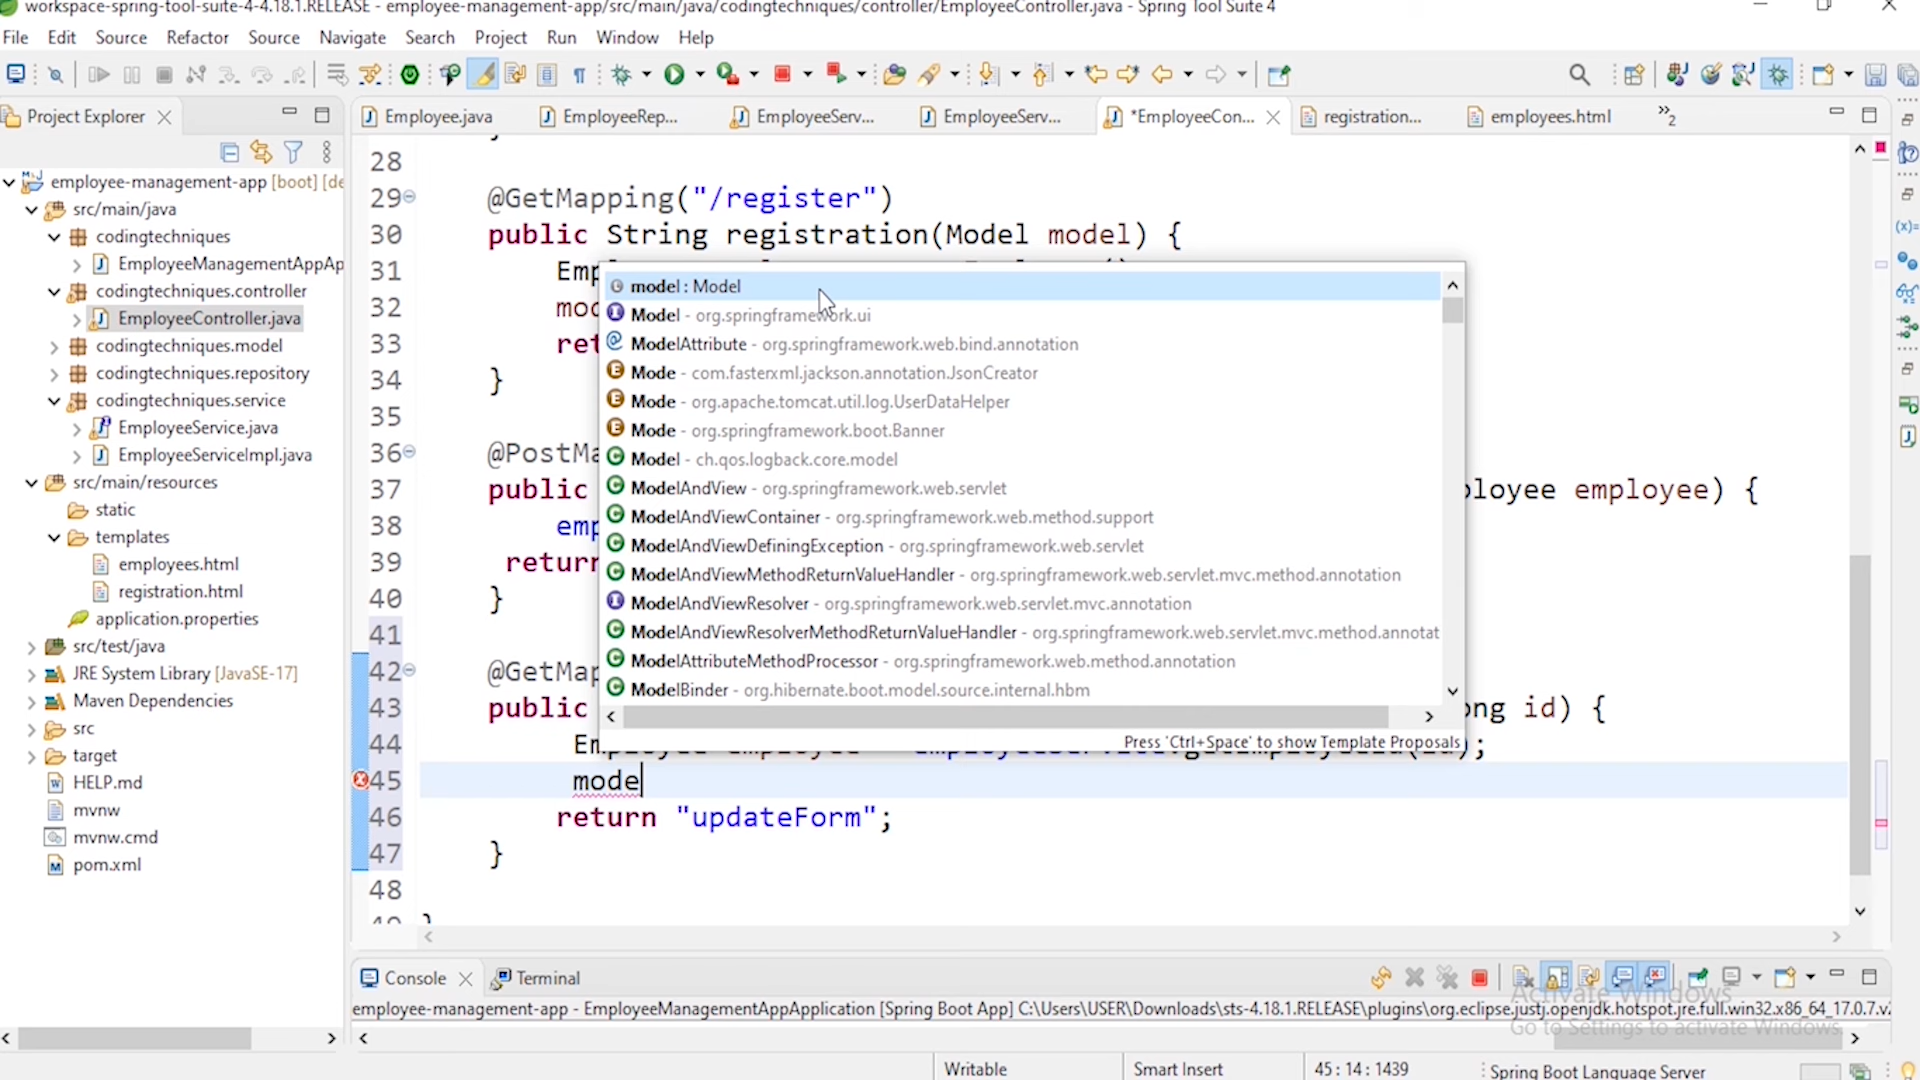 workspace-spring-tool-suite-4-4.18.1.RELEASE - employee-management-app/src/main/java/codingtechniques/controller/EmployeeController.java - Spring Tool Suite 4
File Edit Source Refactor Source Navigate Search Project Run Window Help
Project Explorer
Employee.java EmployeeRep... EmployeeServ... EmployeeServ... *EmployeeCon... registration... employees.html »2
employee-management-app [boot] [de
src/main/java
codingtechniques
EmployeeManagementAppAp
codingtechniques.controller
EmployeeController.java
codingtechniques.model
codingtechniques.repository
codingtechniques.service
EmployeeService.java
EmployeeServiceImpl.java
src/main/resources
static
templates
employees.html
registration.html
application.properties
src/test/java
JRE System Library [JavaSE-17]
Maven Dependencies
src
target
HELP.md
mvnw
mvnw.cmd
pom.xml
28
29 @GetMapping("/register")
30 public String registration(Model model) {
31 Emp
32 mod
33 ret
34 }
35
36 @PostMa
37 public loyee employee) {
38 emp
39 return
40 }
41
42 @GetMap
43 public ong id) {
44
45 mode
46 return "updateForm";
47 }
48
49 }
model : Model
Model - org.springframework.ui
ModelAttribute - org.springframework.web.bind.annotation
Mode - com.fasterxml.jackson.annotation.JsonCreator
Mode - org.apache.tomcat.util.log.UserDataHelper
Mode - org.springframework.boot.Banner
Model - ch.qos.logback.core.model
ModelAndView - org.springframework.web.servlet
ModelAndViewContainer - org.springframework.web.method.support
ModelAndViewDefiningException - org.springframework.web.servlet
ModelAndViewMethodReturnValueHandler - org.springframework.web.servlet.mvc.method.annotation
ModelAndViewResolver - org.springframework.web.servlet.mvc.annotation
ModelAndViewResolverMethodReturnValueHandler - org.springframework.web.servlet.mvc.method.annotat
ModelAttributeMethodProcessor - org.springframework.web.method.annotation
ModelBinder - org.hibernate.boot.model.source.internal.hbm
Press 'Ctrl+Space' to show Template Proposals
Console Terminal
employee-management-app - EmployeeManagementAppApplication [Spring Boot App] C:\Users\USER\Downloads\sts-4.18.1.RELEASE\plugins\org.eclipse.justj.openjdk.hotspot.jre.full.win32.x86_64_17.0.7.v
Activate Windows
Go to Settings to activate Windows.
Writable Smart Insert 45 : 14 : 1439 Spring Boot Language Server